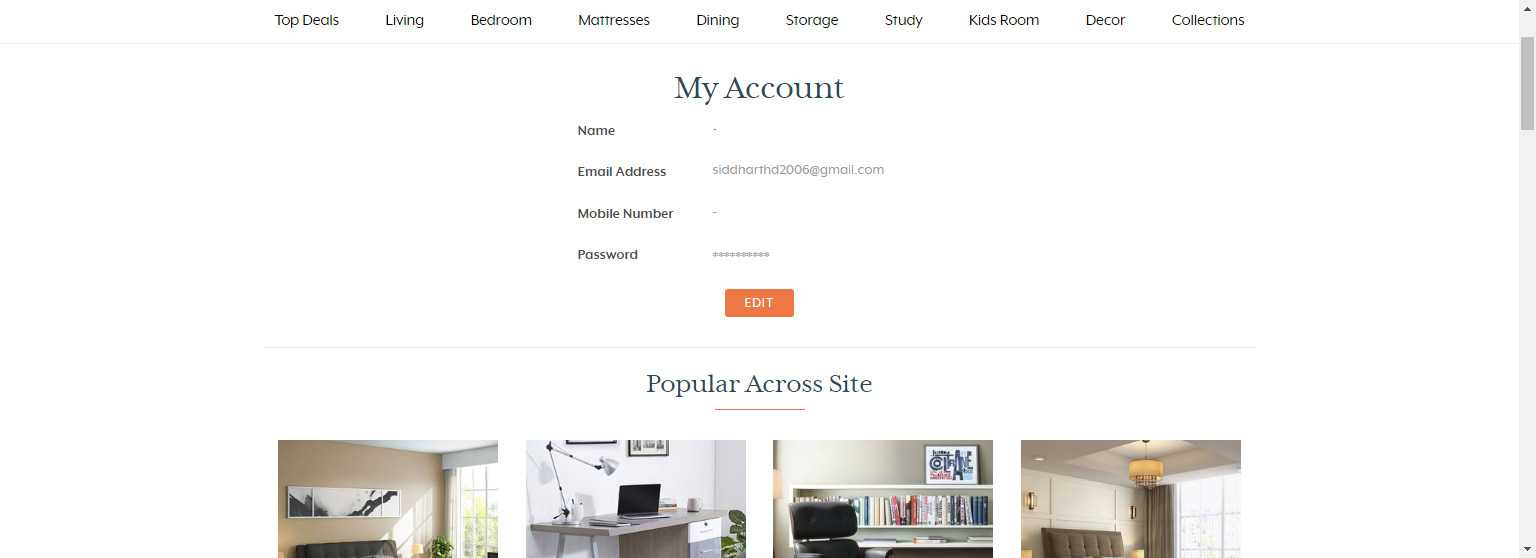 Top Deals Living Bedroom Mattresses Dining Storage Study Kids Room Decor Collections
My Account
Name -
Email Address siddharthd2006@gmail.com
Mobile Number -
Password **********
EDIT
Popular Across Site